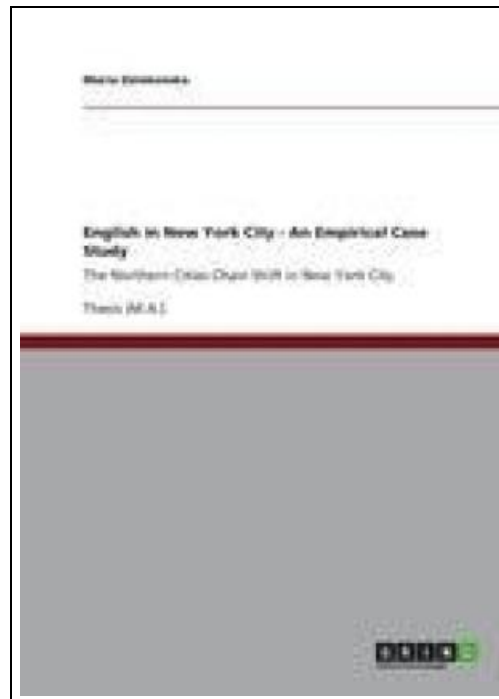 English in New York City - An Empirical Case
Study
The Northern Cities Chain Shift in New York City
Thesis (M.A.)